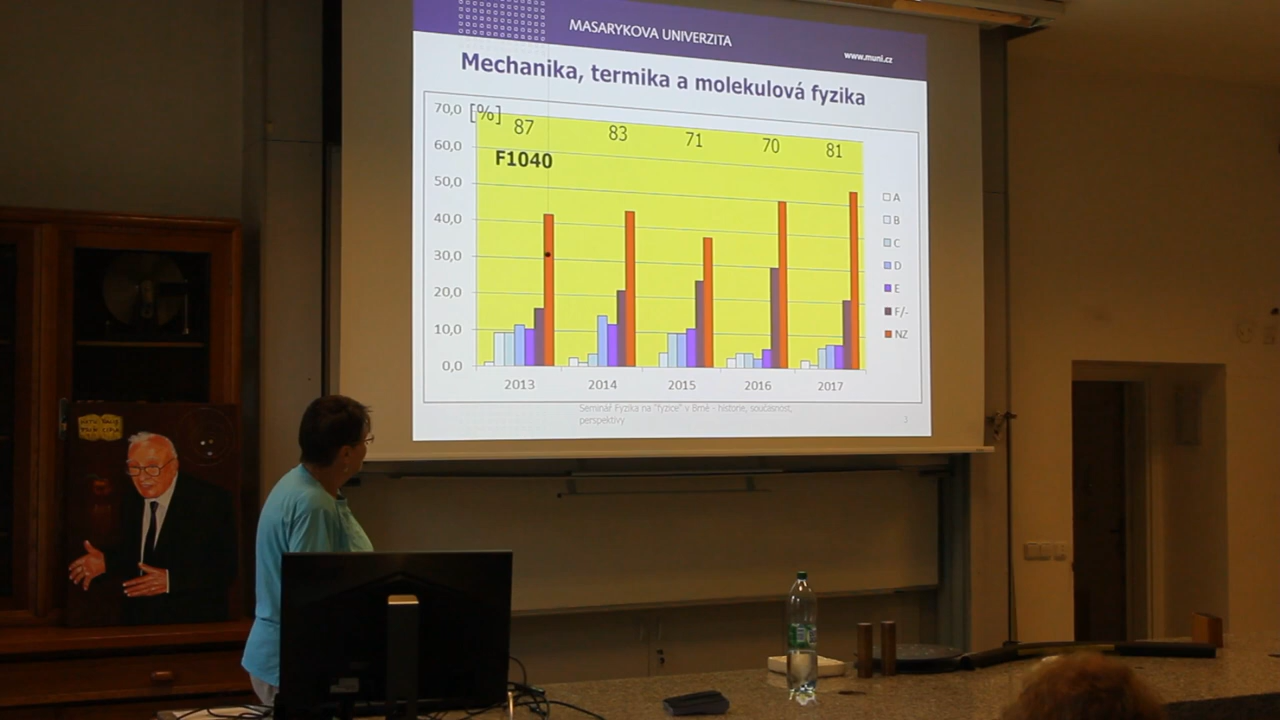 MASARYKOVA UNIVERZITA
www.muni.cz
Mechanika, termika a molekulová fyzika
70,0 [%]
87 83 71 70 81
60,0
F1040
50,0
40,0
30,0
20,0
10,0
0,0
A
B
C
D
E
F/-
NZ
2013 2014 2015 2016 2017
Seminář Fyzika na "fyzice" v Brně - historie, současnost,
perspektivy
3